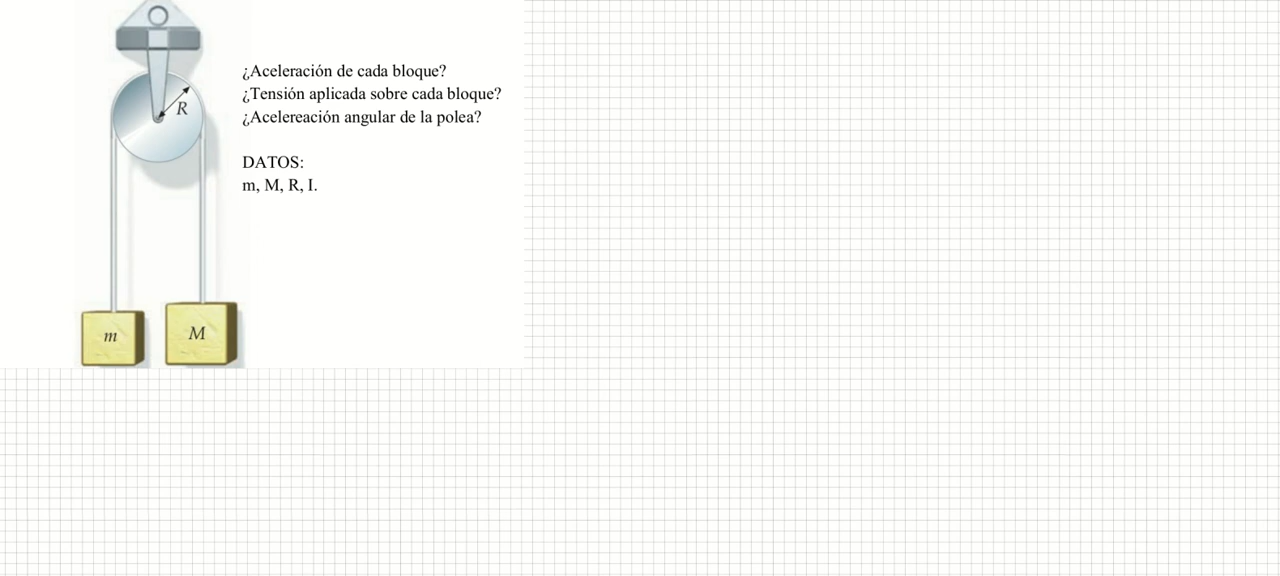 ¿Aceleración de cada bloque?
¿Tensión aplicada sobre cada bloque?
¿Acelereación angular de la polea?
DATOS:
m, M, R, I.
R
m
M